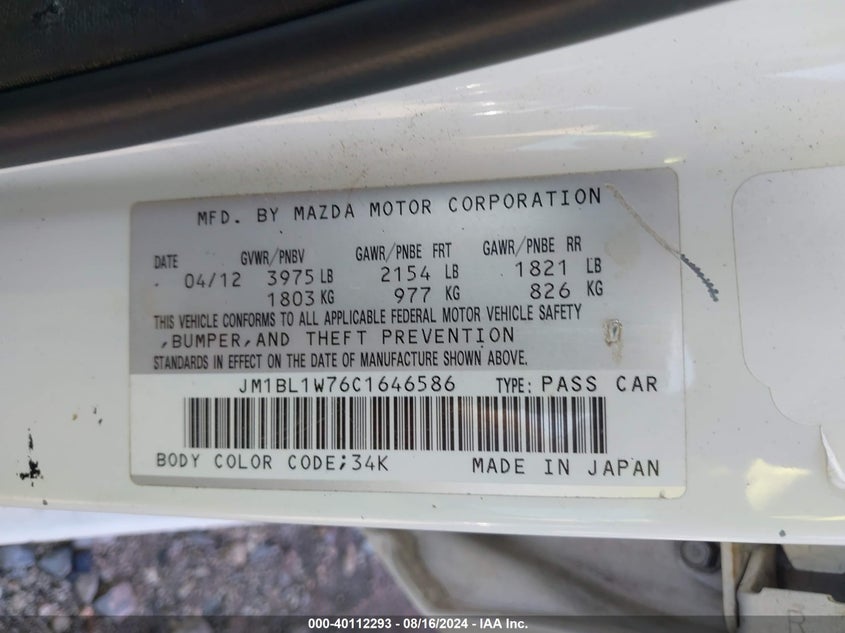 MFD. BY MAZDA MOTOR CORPORATION
DATE GVWR/PNBV GAWR/PNBE FRT GAWR/PNBE RR
04/12 3975 LB 2154 LB 1821 LB
1803 KG 977 KG 826 KG
THIS VEHICLE CONFORMS TO ALL APPLICABLE FEDERAL MOTOR VEHICLE SAFETY
,BUMPER,AND THEFT PREVENTION
STANDARDS IN EFFECT ON THE DATE OF MANUFACTURE SHOWN ABOVE.
JM1BL1W76C1646586 TYPE: PASS CAR
BODY COLOR CODE;34K MADE IN JAPAN
R
000-40112293 - 08/16/2024 - IAA Inc.